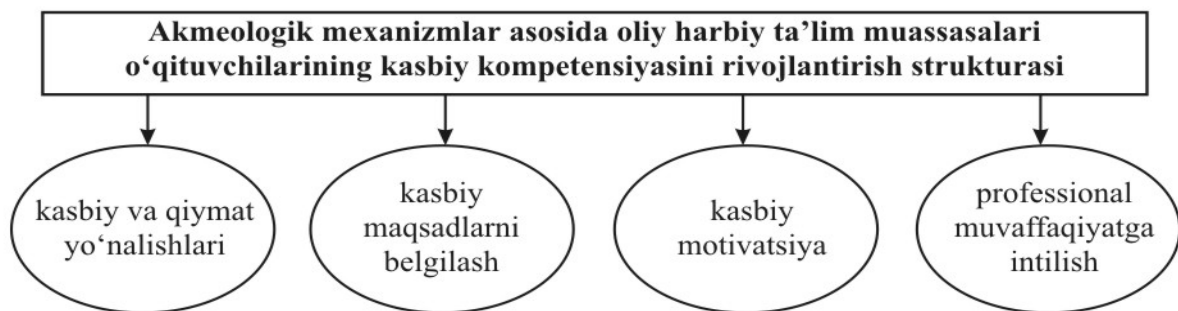 Akmeologik mexanizmlar asosida oliy harbiy ta’lim muassasalari
o‘qituvchilarining kasbiy kompetensiyasini rivojlantirish strukturasi
kasbiy va qiymat
yo‘nalishlari
kasbiy
maqsadlarni
belgilash
kasbiy
motivatsiya
professional
muvaffaqiyatga
intilish